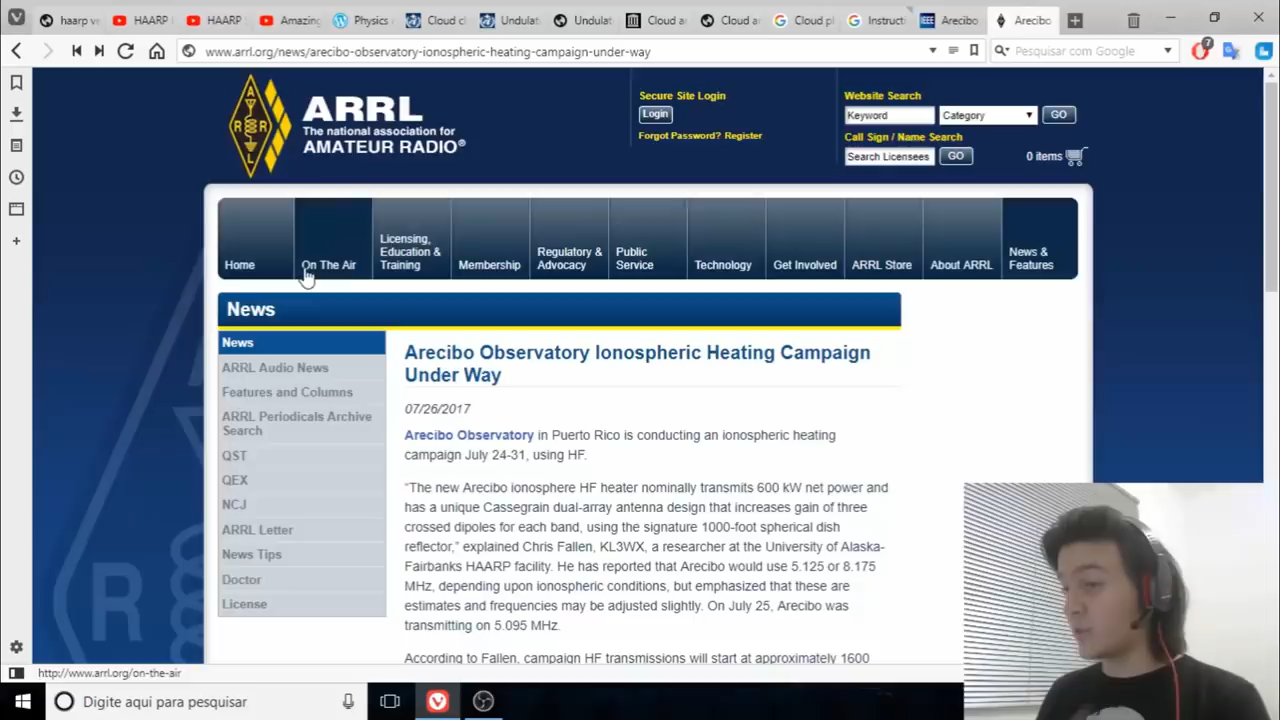 haarp v
HAARP
HAARP
Amazing
Physics
Cloud cl
Undulat
Undulat
Cloud a
Cloud a
Cloud pl
Instructi
Arecibo
Arecibo
www.arrl.org/news/arecibo-observatory-ionospheric-heating-campaign-under-way
Pesquisar com Google
7
ARRL
The national association for
AMATEUR RADIO®
Secure Site Login
Login
Forgot Password? Register
Website Search
Keyword
Category
GO
Call Sign / Name Search
Search Licensees
GO
0 items
Home
On The Air
Licensing,
Education &
Training
Membership
Regulatory &
Advocacy
Public
Service
Technology
Get Involved
ARRL Store
About ARRL
News &
Features
News
News
ARRL Audio News
Features and Columns
ARRL Periodicals Archive
Search
QST
QEX
NCJ
ARRL Letter
News Tips
Doctor
License
Arecibo Observatory Ionospheric Heating Campaign
Under Way
07/26/2017
Arecibo Observatory in Puerto Rico is conducting an ionospheric heating
campaign July 24-31, using HF.
“The new Arecibo ionosphere HF heater nominally transmits 600 kW net power and
has a unique Cassegrain dual-array antenna design that increases gain of three
crossed dipoles for each band, using the signature 1000-foot spherical dish
reflector,” explained Chris Fallen, KL3WX, a researcher at the University of Alaska-
Fairbanks HAARP facility. He has reported that Arecibo would use 5.125 or 8.175
MHz, depending upon ionospheric conditions, but emphasized that these are
estimates and frequencies may be adjusted slightly. On July 25, Arecibo was
transmitting on 5.095 MHz.
According to Fallen, campaign HF transmissions will start at approximately 1600
http://www.arrl.org/on-the-air
Digite aqui para pesquisar